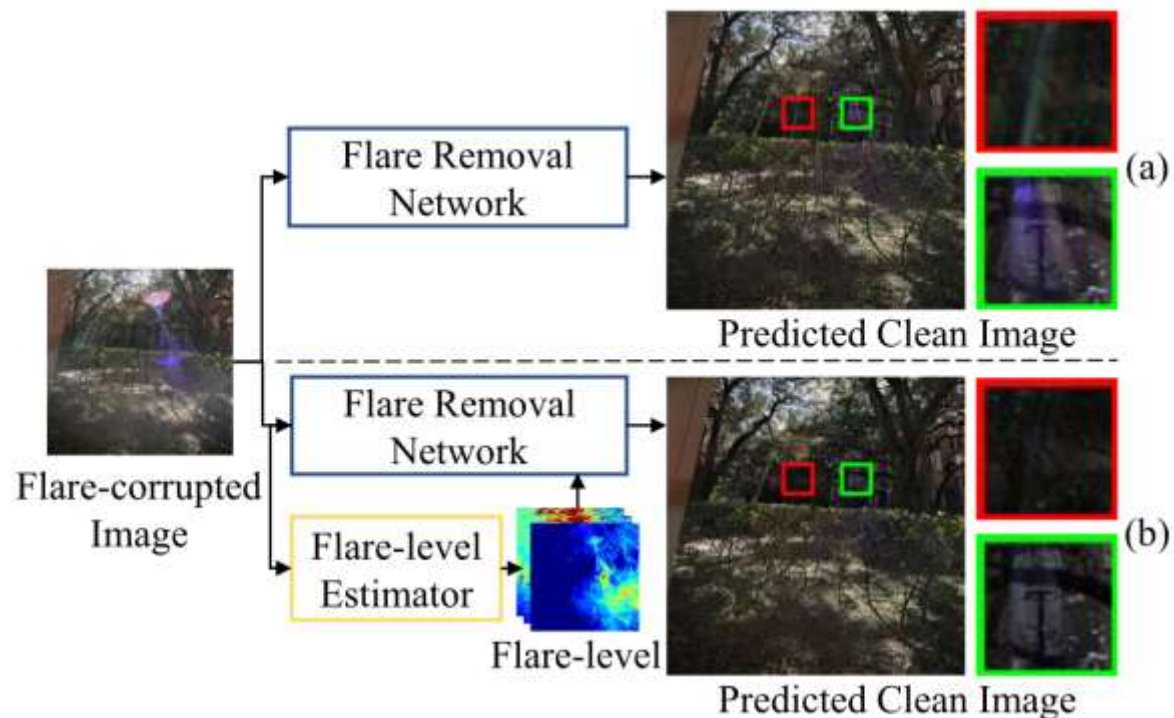 Flare Removal
Network
(a)
Predicted Clean Image
Flare-corrupted
Image
Flare Removal
Network
Flare-level
Estimator
Flare-level
(b)
Predicted Clean Image